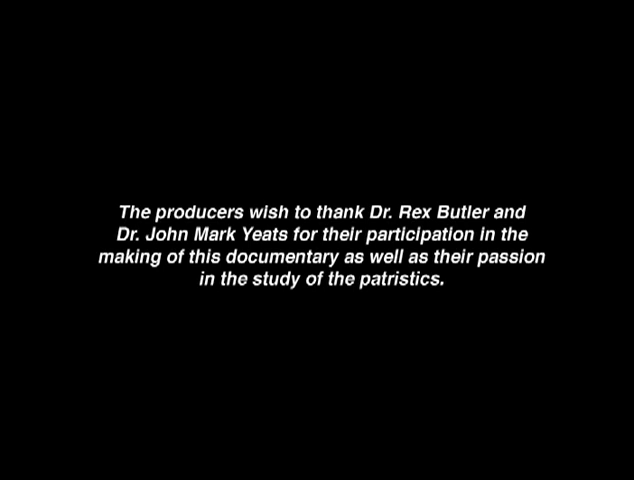 The producers wish to thank Dr. Rex Butler and
Dr. John Mark Yeats for their participation in the
making of this documentary as well as their passion
in the study of the patristics.